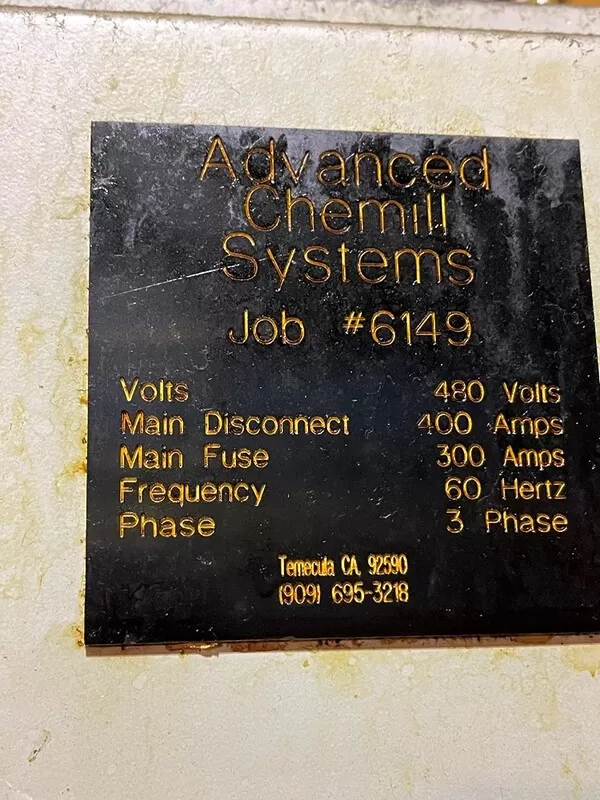 Advanced
Chemill
Systems
Job #6149
Volts 480 Volts
Main Disconnect 400 Amps
Main Fuse 300 Amps
Frequency 60 Hertz
Phase 3 Phase
Temecula CA, 92590
(909) 695-3218